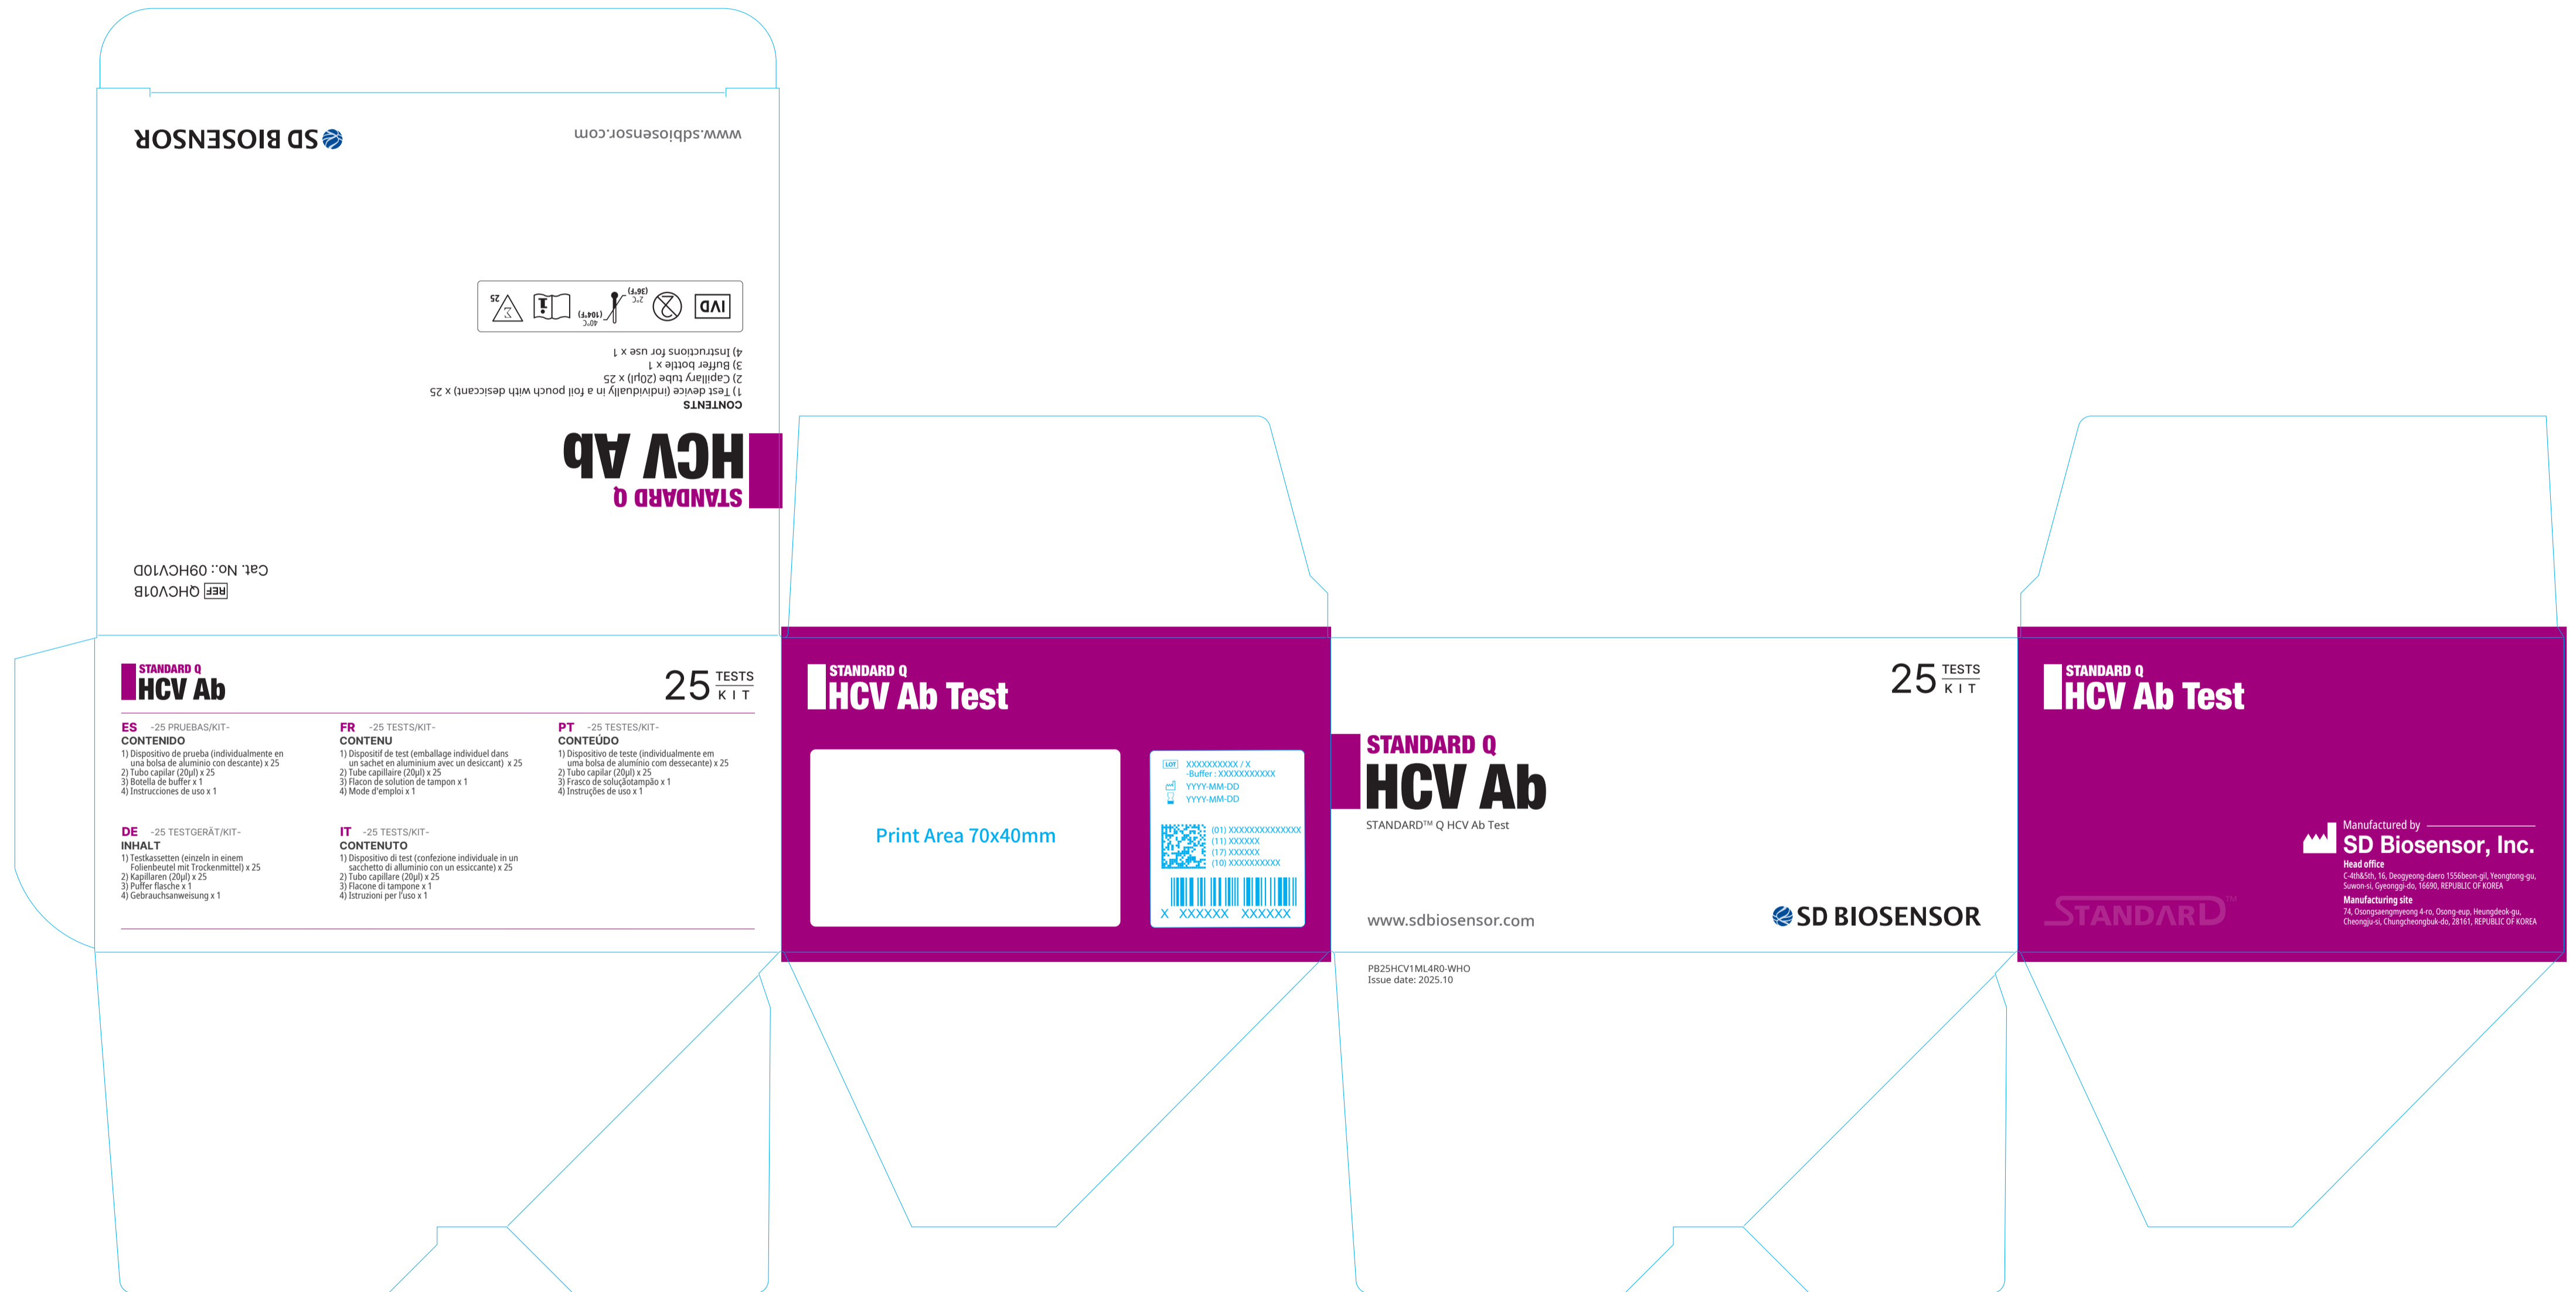 SD BIOSENSOR
www.sdbiosensor.com
REF QHCV01B
Cat. No.: 09HCV10D
STANDARD Q
HCV Ab
CONTENTS
1) Test device (individually in a foil pouch with desiccant) x 25
2) Capillary tube (20μl) x 25
3) Buffer bottle x 1
4) Instructions for use x 1
IVD
2°C
(36°F)
40°C
(104°F)
25
STANDARD Q
HCV Ab
25 TESTS
KIT
ES -25 PRUEBAS/KIT-
CONTENIDO
1) Dispositivo de prueba (individualmente en
una bolsa de aluminio con descante) x 25
2) Tubo capilar (20μl) x 25
3) Botella de buffer x 1
4) Instrucciones de uso x 1
FR -25 TESTS/KIT-
CONTENU
1) Dispositif de test (emballage individuel dans
un sachet en aluminium avec un desiccant) x 25
2) Tube capillaire (20μl) x 25
3) Flacon de solution de tampon x 1
4) Mode d'emploi x 1
PT -25 TESTES/KIT-
CONTEÚDO
1) Dispositivo de teste (individualmente em
uma bolsa de alumínio com dessecante) x 25
2) Tubo capilar (20μl) x 25
3) Frasco de soluçãotampão x 1
4) Instruções de uso x 1
DE -25 TESTGERÄT/KIT-
INHALT
1) Testkassetten (einzeln in einem
Folienbeutel mit Trockenmittel) x 25
2) Kapillaren (20μl) x 25
3) Puffer flasche x 1
4) Gebrauchsanweisung x 1
IT -25 TESTS/KIT-
CONTENUTO
1) Dispositivo di test (confezione individuale in un
sacchetto di alluminio con un essiccante) x 25
2) Tubo capillare (20μl) x 25
3) Flacone di tampone x 1
4) Istruzioni per l'uso x 1
STANDARD Q
HCV Ab Test
Print Area 70x40mm
LOT XXXXXXXXXX / X
-Buffer : XXXXXXXXXXX
YYYY-MM-DD
YYYY-MM-DD
(01) XXXXXXXXXXXXXX
(11) XXXXXX
(17) XXXXXX
(10) XXXXXXXXXX
X XXXXXX XXXXXX
25 TESTS
KIT
STANDARD Q
HCV Ab
STANDARD™ Q HCV Ab Test
www.sdbiosensor.com
SD BIOSENSOR
PB25HCV1ML4R0-WHO
Issue date: 2025.10
STANDARD Q
HCV Ab Test
Manufactured by
SD Biosensor, Inc.
Head office
C-4th&5th, 16, Deogyeong-daero 1556beon-gil, Yeongtong-gu,
Suwon-si, Gyeonggi-do, 16690, REPUBLIC OF KOREA
Manufacturing site
74, Osongsaengmyeong 4-ro, Osong-eup, Heungdeok-gu,
Cheongju-si, Chungcheongbuk-do, 28161, REPUBLIC OF KOREA
STANDARD™